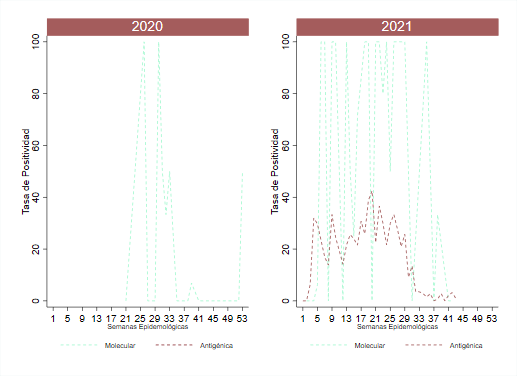 2020
2021
Tasa de Positividad
0 20 40 60 80 100
1 5 9 13 17 21 25 29 33 37 41 45 49 53
Semanas Epidemológicas
Molecular Antigénica
Tasa de Positividad
0 20 40 60 80 100
1 5 9 13 17 21 25 29 33 37 41 45 49 53
Semanas Epidemológicas
Molecular Antigénica